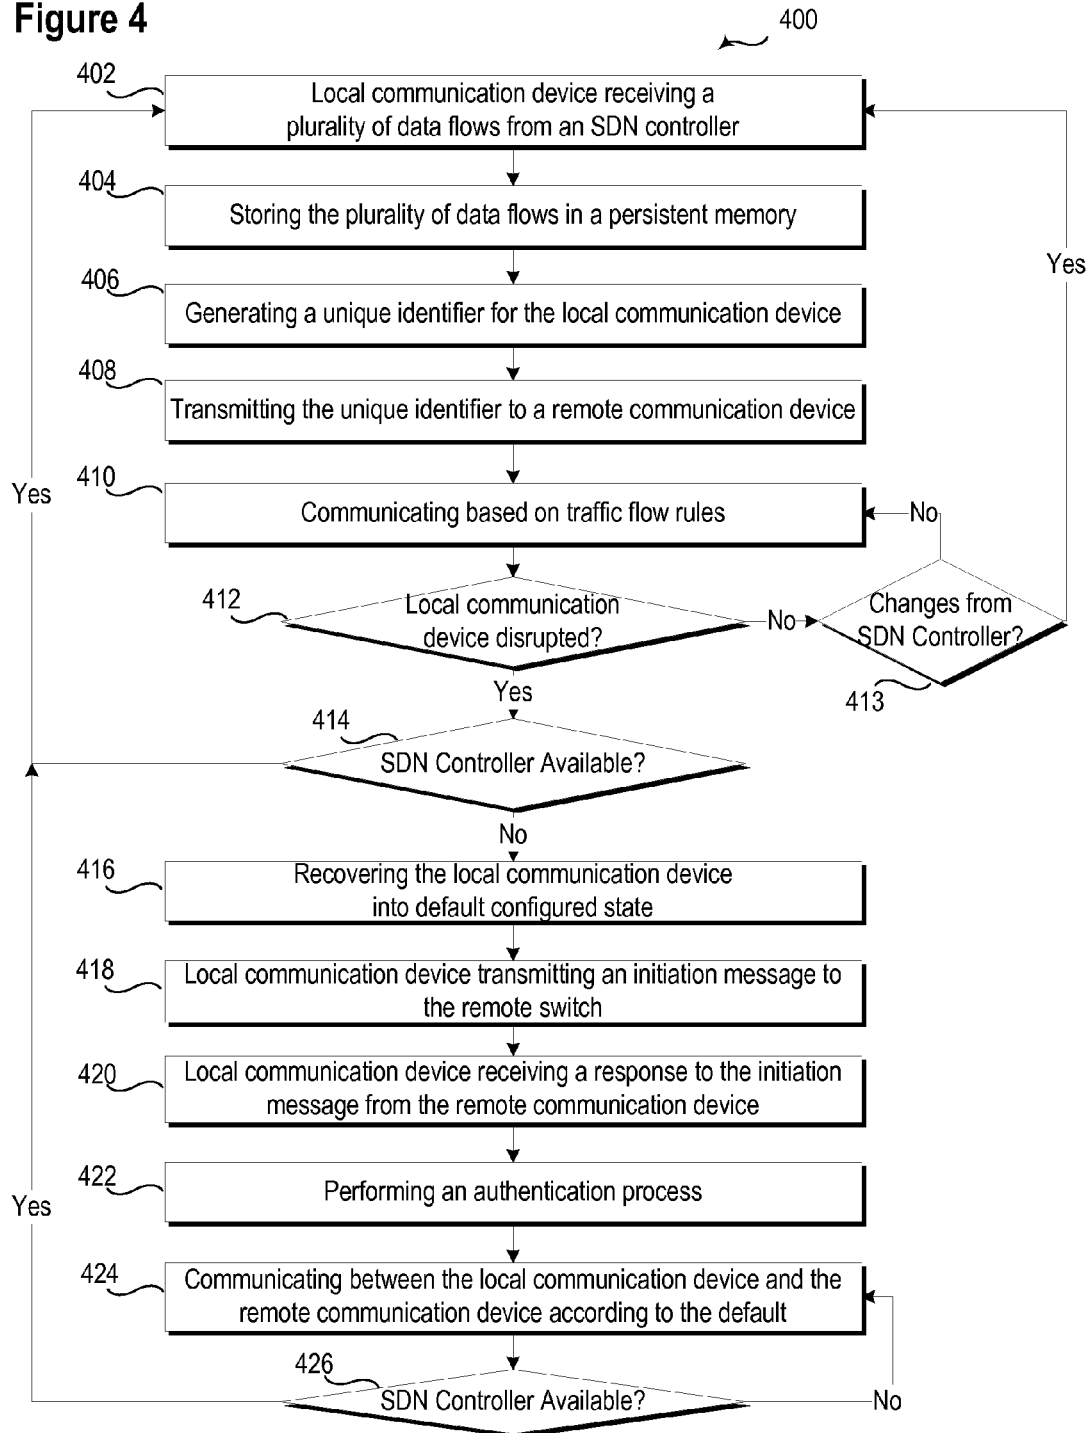 Figure 4
400
402
Local communication device receiving a
plurality of data flows from an SDN controller
404
Storing the plurality of data flows in a persistent memory
Yes
406
Generating a unique identifier for the local communication device
408
Transmitting the unique identifier to a remote communication device
Yes
410
Communicating based on traffic flow rules
No
412
Local communication
device disrupted?
No
Changes from
SDN Controller?
413
Yes
414
SDN Controller Available?
No
416
Recovering the local communication device
into default configured state
418
Local communication device transmitting an initiation message to
the remote switch
420
Local communication device receiving a response to the initiation
message from the remote communication device
422
Performing an authentication process
Yes
424
Communicating between the local communication device and the
remote communication device according to the default
426
SDN Controller Available?
No